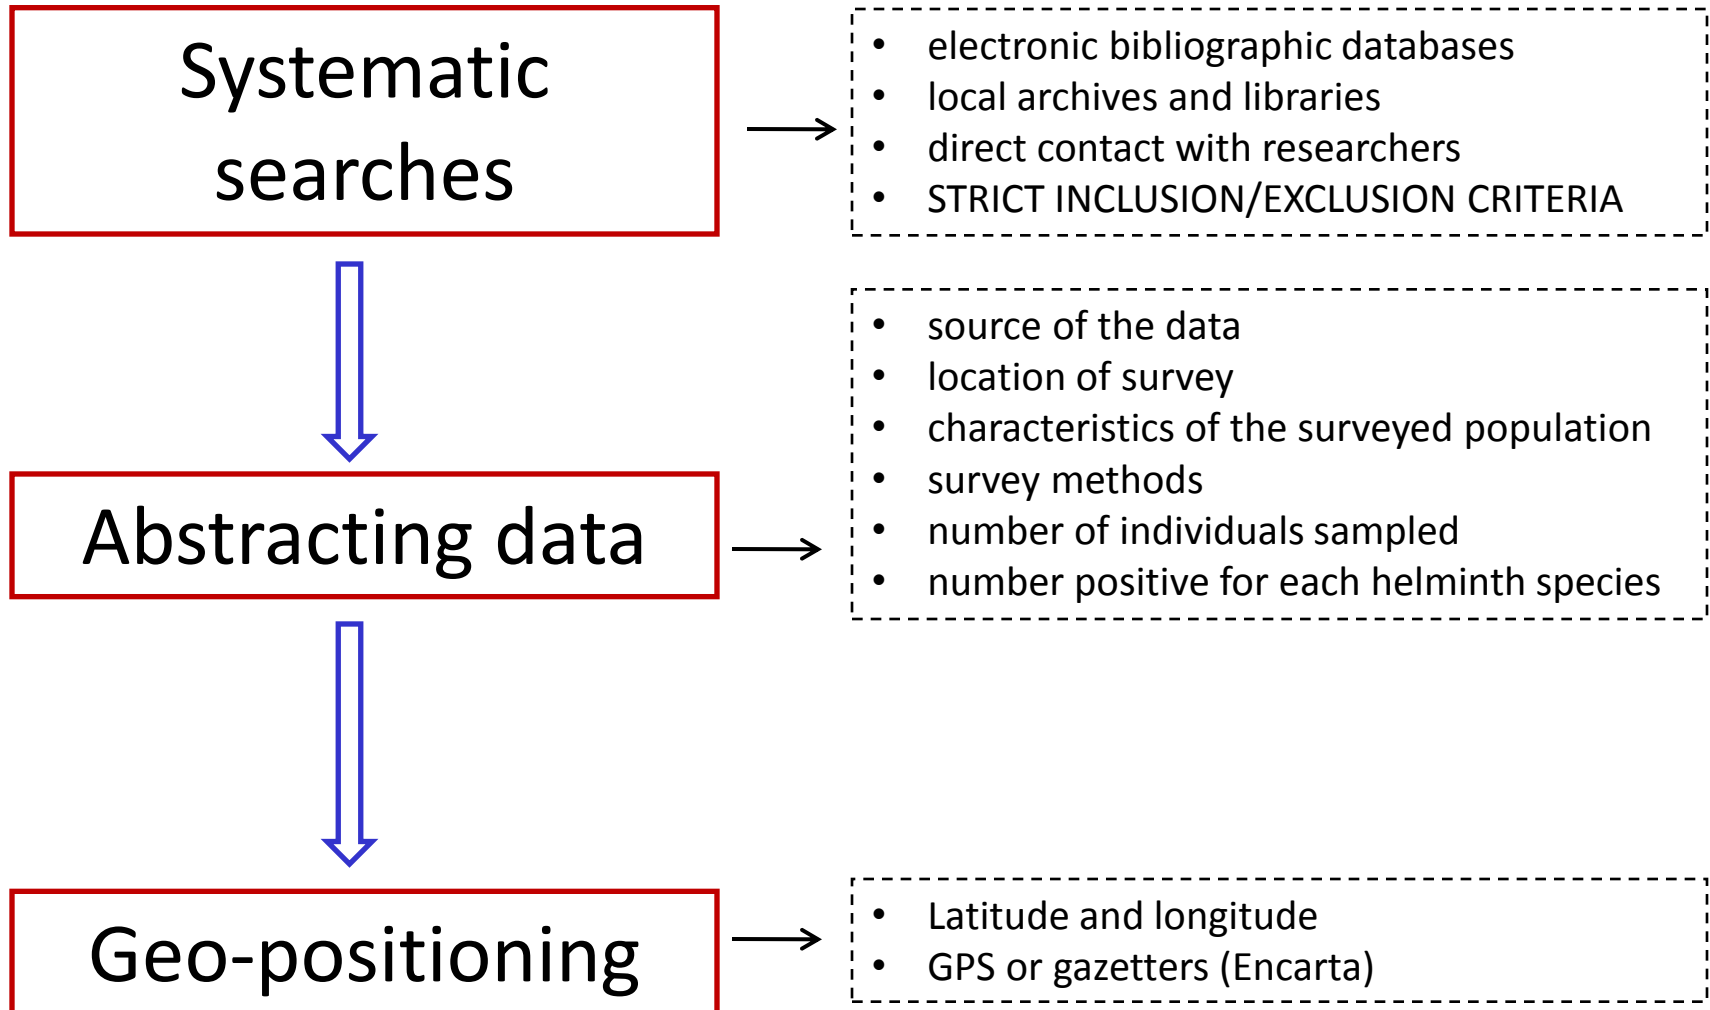 Systematic
searches
• electronic bibliographic databases
• local archives and libraries
• direct contact with researchers
• STRICT INCLUSION/EXCLUSION CRITERIA
Abstracting data
• source of the data
• location of survey
• characteristics of the surveyed population
• survey methods
• number of individuals sampled
• number positive for each helminth species
Geo-positioning
• Latitude and longitude
• GPS or gazetters (Encarta)